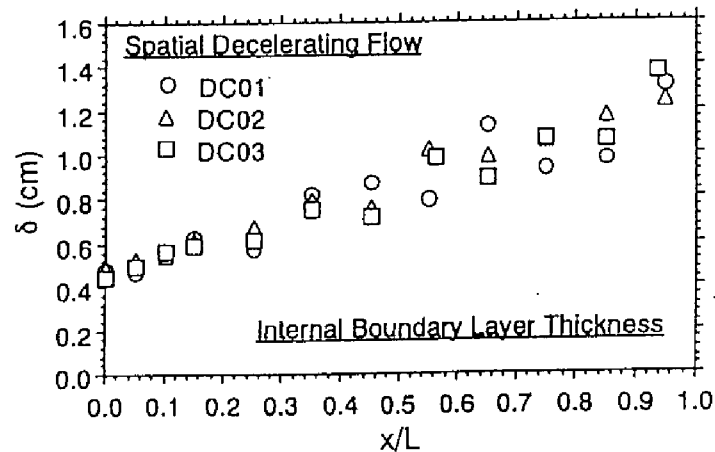 Spatial Decelerating Flow
DC01
DC02
DC03
Internal Boundary Layer Thickness
δ (cm)
1.6
1.4
1.2
1.0
0.8
0.6
0.4
0.2
0.0
0.0 0.1 0.2 0.3 0.4 0.5 0.6 0.7 0.8 0.9 1.0
x/L